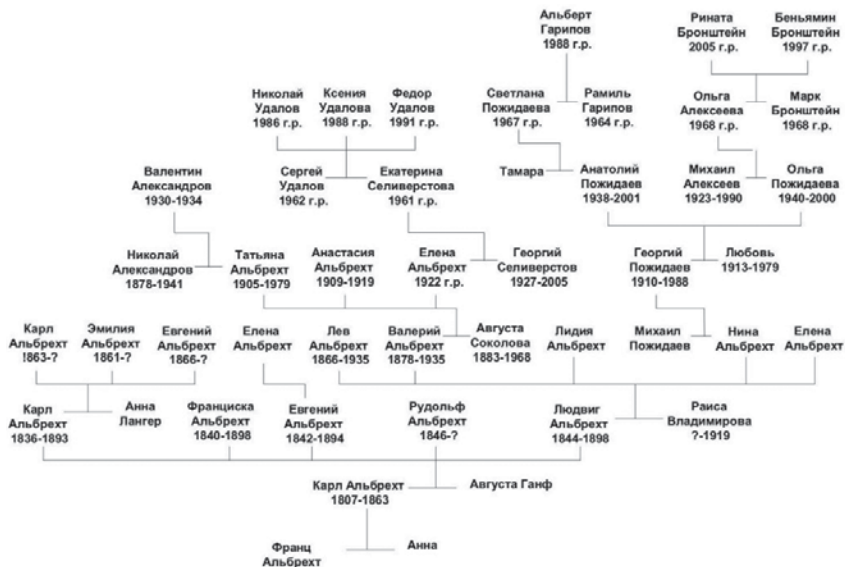 Альберт
Гарипов
1988 г.р.
Рината
Бронштейн
2005 г.р.
Беньямин
Бронштейн
1997 г.р.
Николай
Удалов
1986 г.р.
Ксения
Удалова
1988 г.р.
Федор
Удалов
1991 г.р.
Светлана
Пожидаева
1967 г.р.
Рамиль
Гарипов
1964 г.р.
Ольга
Алексеева
1968 г.р.
Марк
Бронштейн
1968 г.р.
Валентин
Александров
1930-1934
Сергей
Удалов
1962 г.р.
Екатерина
Селиверстова
1961 г.р.
Тамара
Анатолий
Пожидаев
1938-2001
Михаил
Алексеев
1923-1990
Ольга
Пожидаева
1940-2000
Николай
Александров
1878-1941
Татьяна
Альбрехт
1905-1979
Анастасия
Альбрехт
1909-1919
Елена
Альбрехт
1922 г.р.
Георгий
Селиверстов
1927-2005
Георгий
Пожидаев
1910-1988
Любовь
1913-1979
Карл
Альбрехт
!863-?
Эмилия
Альбрехт
1861-?
Евгений
Альбрехт
1866-?
Елена
Альбрехт
Лев
Альбрехт
1866-1935
Валерий
Альбрехт
1878-1935
Августа
Соколова
1883-1968
Лидия
Альбрехт
Михаил
Пожидаев
Нина
Альбрехт
Елена
Альбрехт
Карл
Альбрехт
1836-1893
Анна
Лангер
Франциска
Альбрехт
1840-1898
Евгений
Альбрехт
1842-1894
Рудольф
Альбрехт
1846-?
Людвиг
Альбрехт
1844-1898
Раиса
Владимирова
?-1919
Карл Альбрехт
1807-1863
Августа Ганф
Франц
Альбрехт
Анна